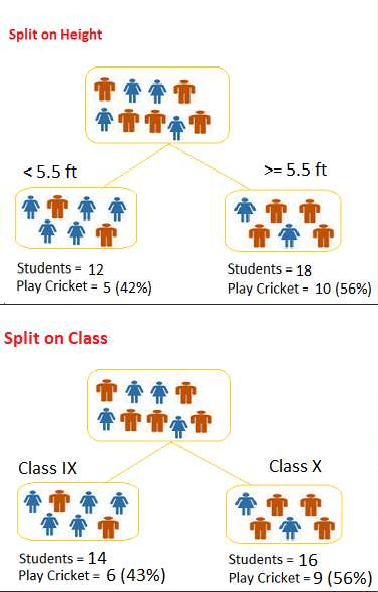 Split on Height
< 5.5 ft
>= 5.5 ft
Students = 12
Play Cricket = 5 (42%)
Students = 18
Play Cricket = 10 (56%)
Split on Class
Class IX
Class X
Students = 14
Play Cricket = 6 (43%)
Students = 16
Play Cricket = 9 (56%)